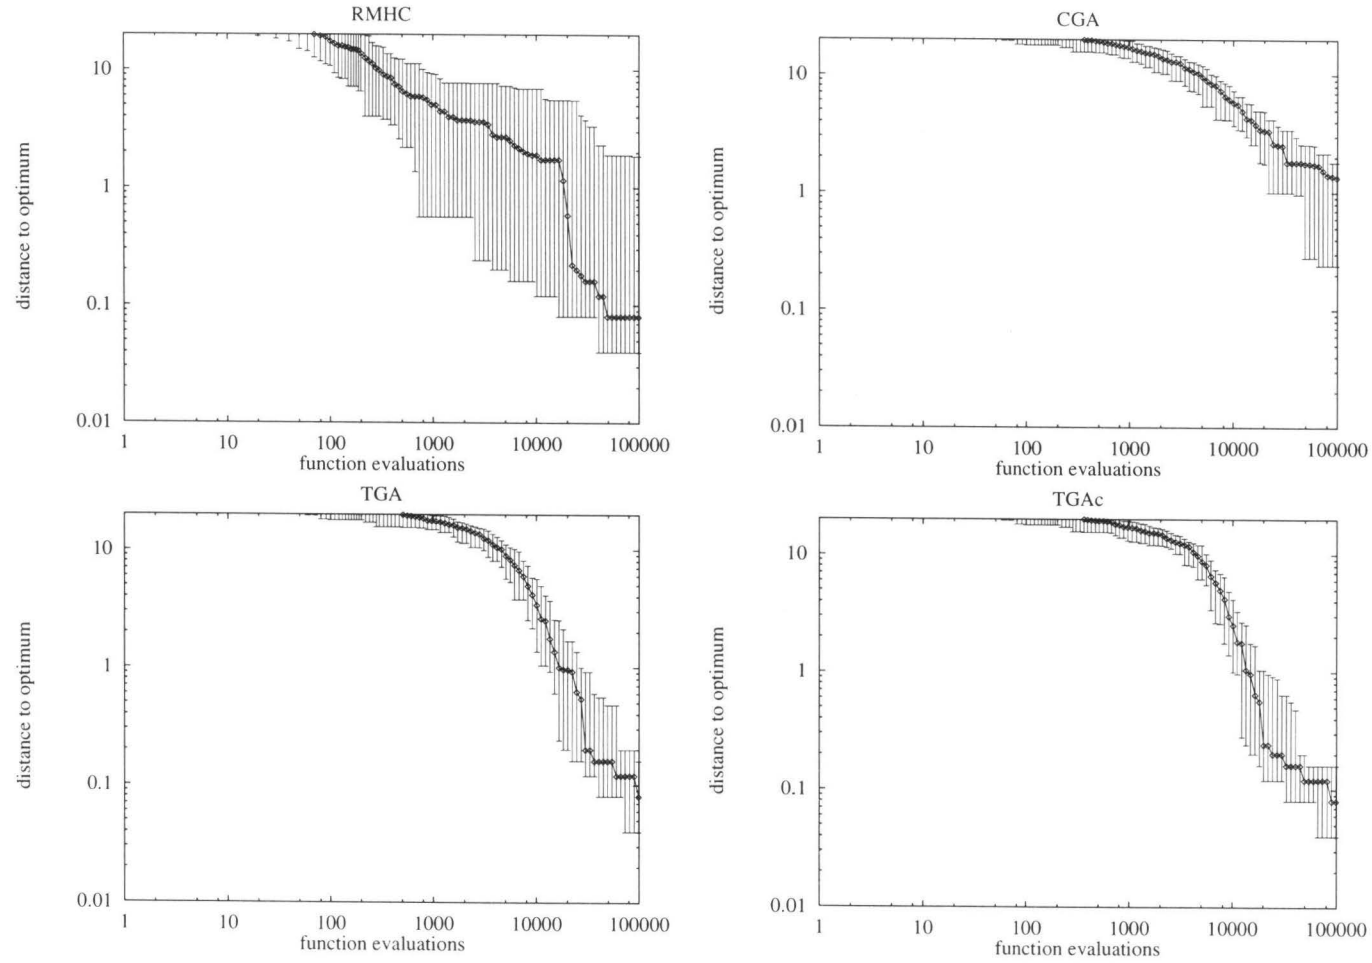 RMHC
10
1
0.1
0.01
distance to optimum
1 10 100 1000 10000 100000
function evaluations
CGA
10
1
0.1
0.01
distance to optimum
1 10 100 1000 10000 100000
function evaluations
TGA
10
1
0.1
0.01
distance to optimum
1 10 100 1000 10000 100000
function evaluations
TGAc
10
1
0.1
0.01
distance to optimum
1 10 100 1000 10000 100000
function evaluations